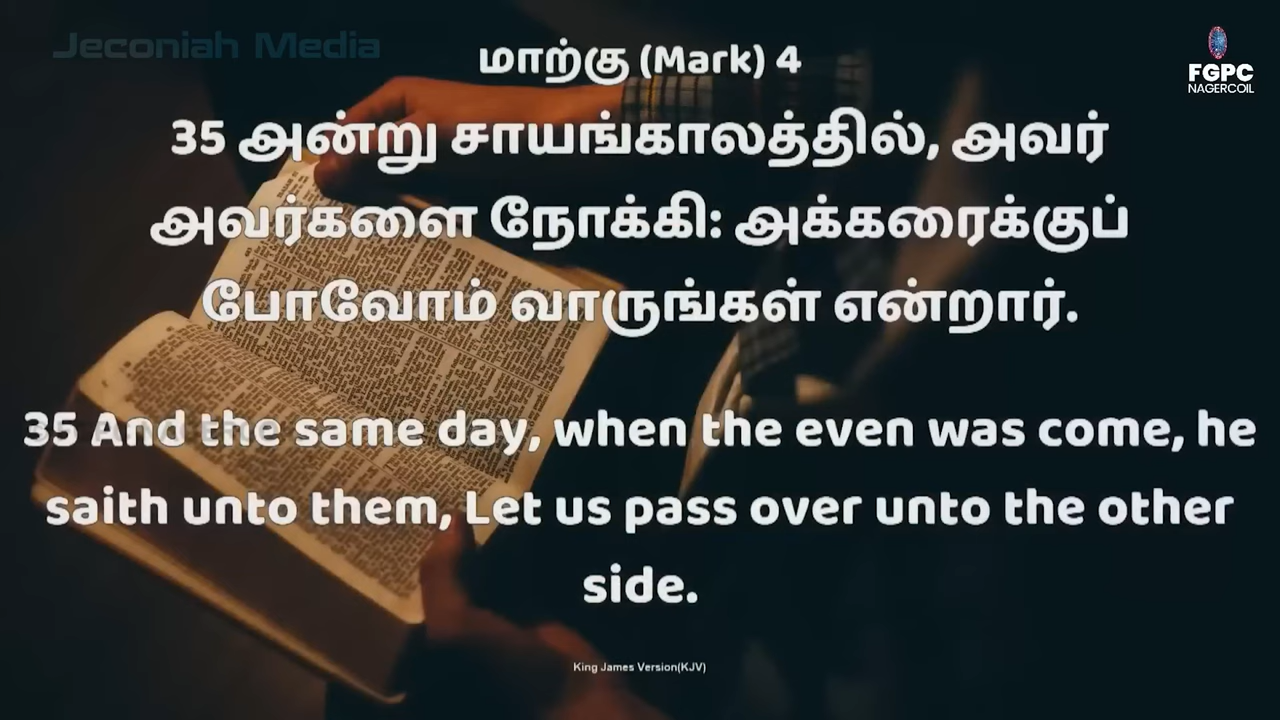 Jeconiah Media
மாற்கு (Mark) 4
FGPC
NAGERCOIL
35 அன்று சாயங்காலத்தில், அவர்
அவர்களை நோக்கி: அக்கரைக்குப்
போவோம் வாருங்கள் என்றார்.
35 And the same day, when the even was come, he
saith unto them, Let us pass over unto the other
side.
King James Version(KJV)